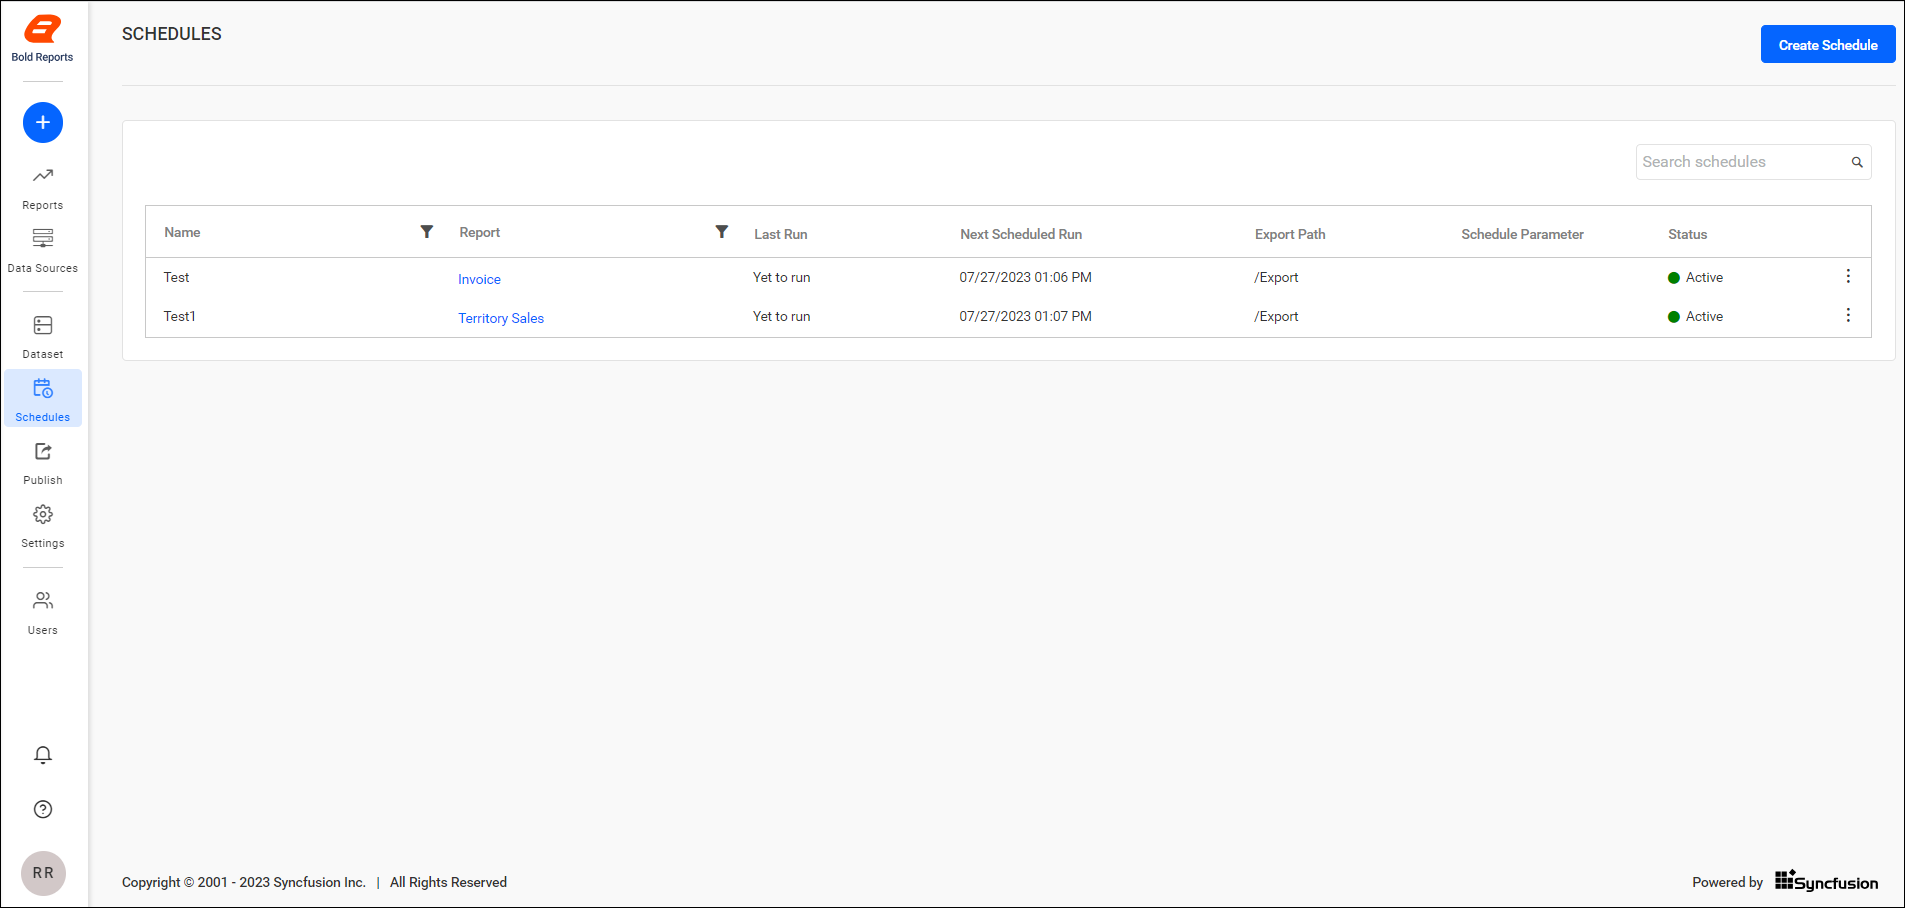 Bold Reports
Reports
Data Sources
Dataset
Schedules
Publish
Settings
Users
RR
SCHEDULES
Create Schedule
Search schedules
Name Report Last Run Next Scheduled Run Export Path Schedule Parameter Status
Test Invoice Yet to run 07/27/2023 01:06 PM /Export Active
Test1 Territory Sales Yet to run 07/27/2023 01:07 PM /Export Active
Copyright © 2001 - 2023 Syncfusion Inc. | All Rights Reserved
Powered by Syncfusion